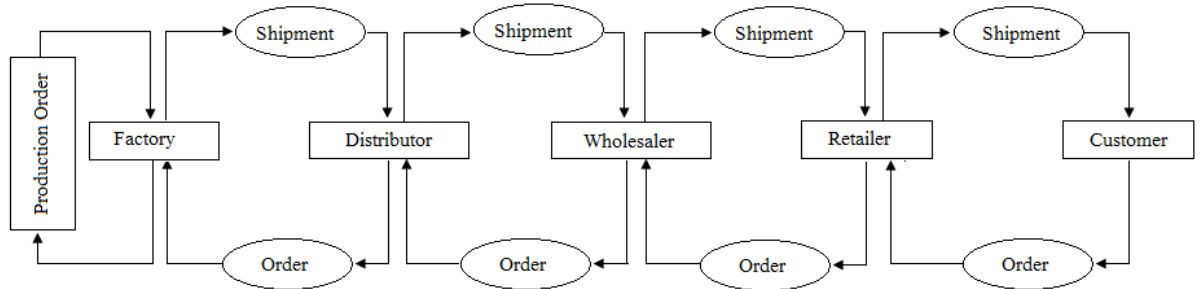 Shipment
Shipment
Shipment
Shipment
Production Order
Factory
Distributor
Wholesaler
Retailer
Customer
Order
Order
Order
Order